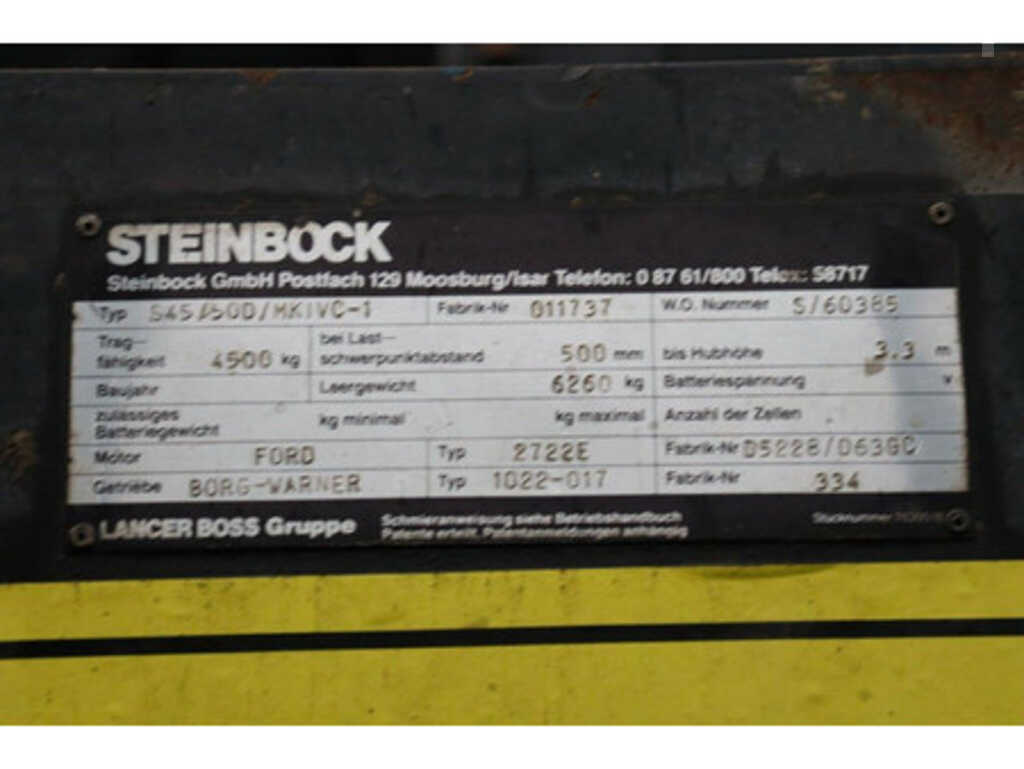 STEINBOCK
Steinbock GmbH Postfach 129 Moosburg/Isar Telefon: 0 87 61/800 Telex: 58717
Typ S45/500/MKIVC-1 Fabrik-Nr 011737 W.O. Nummer S/60385
Trag- bei Last-
fähigkeit 4500 kg schwerpunktabstand 500 mm bis Hubhöhe 3.3 m
Baujahr Leergewicht 6260 kg Batteriespannung V
zulässiges
Batteriegewicht kg minimal kg maximal Anzahl der Zellen
Motor FORD Typ 2722E Fabrik-Nr D5228/063GC
Getriebe BORG-WARNER Typ 1022-017 Fabrik-Nr 334
LANCER BOSS Gruppe Schmieranweisung siehe Betriebshandbuch Stucknummer
Patente erteilt, Patentanmeldungen anhängig